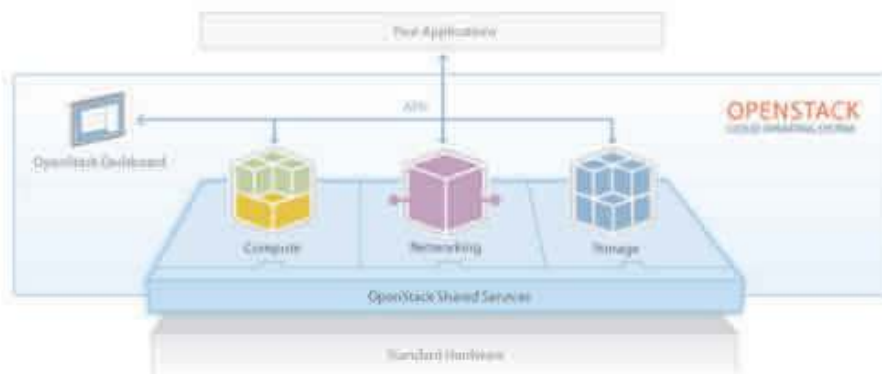 Your Applications
APIs
OPENSTACK
CLOUD OPERATING SYSTEM
OpenStack Dashboard
Compute
Networking
Storage
OpenStack Shared Services
Standard Hardware